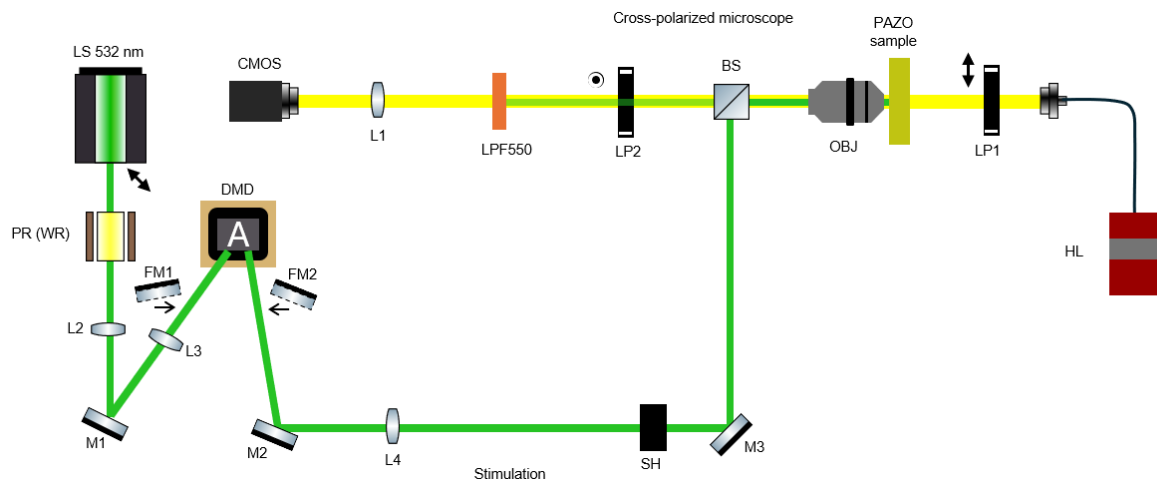 Cross-polarized microscope
LS 532 nm
CMOS
BS
PAZO
sample
L1
LPF550
LP2
OBJ
LP1
DMD
A
PR (WR)
FM1
FM2
HL
L2
L3
M1
M2
L4
SH
M3
Stimulation